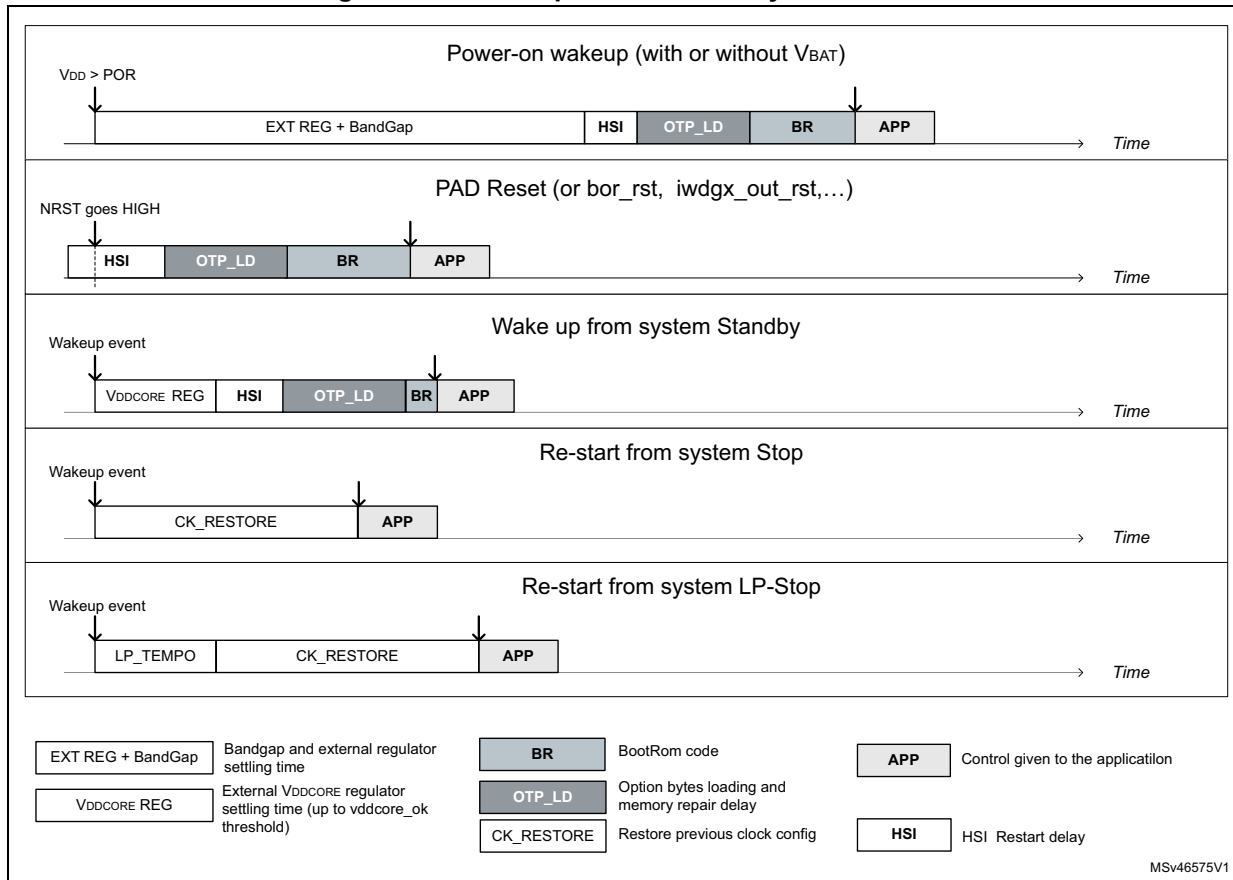 Power-on wakeup (with or without VBAT)
VDD > POR
EXT REG + BandGap HSI OTP_LD BR APP
Time
PAD Reset (or bor_rst, iwdgx_out_rst,…)
NRST goes HIGH
HSI OTP_LD BR APP
Time
Wake up from system Standby
Wakeup event
VDDCORE REG HSI OTP_LD BR APP
Time
Re-start from system Stop
Wakeup event
CK_RESTORE APP
Time
Re-start from system LP-Stop
Wakeup event
LP_TEMPO CK_RESTORE APP
Time
EXT REG + BandGap
Bandgap and external regulator
settling time
VDDCORE REG
External VDDCORE regulator
settling time (up to vddcore_ok
threshold)
BR
BootRom code
OTP_LD
Option bytes loading and
memory repair delay
CK_RESTORE
Restore previous clock config
APP
Control given to the applicatilon
HSI
HSI Restart delay
MSv46575V1